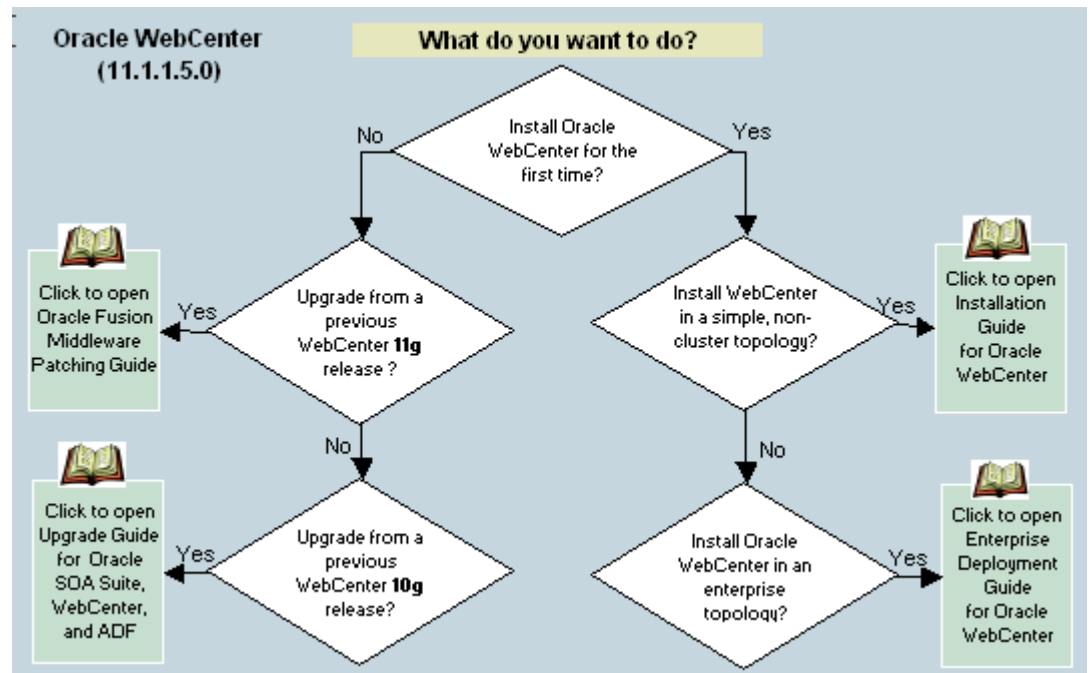 Oracle WebCenter
(11.1.1.5.0)
What do you want to do?
Install Oracle
WebCenter for the
first time?
No
Yes
Upgrade from a
previous
WebCenter 11g
release ?
Yes
Click to open
Oracle Fusion
Middleware
Patching Guide
No
Upgrade from a
previous
WebCenter 10g
release?
Yes
Click to open
Upgrade Guide
for Oracle
SOA Suite,
WebCenter,
and ADF
Install WebCenter
in a simple, non-
cluster topology?
Yes
Click to open
Installation
Guide
for Oracle
WebCenter
No
Install Oracle
WebCenter in an
enterprise
topology?
Yes
Click to open
Enterprise
Deployment
Guide
for Oracle
WebCenter